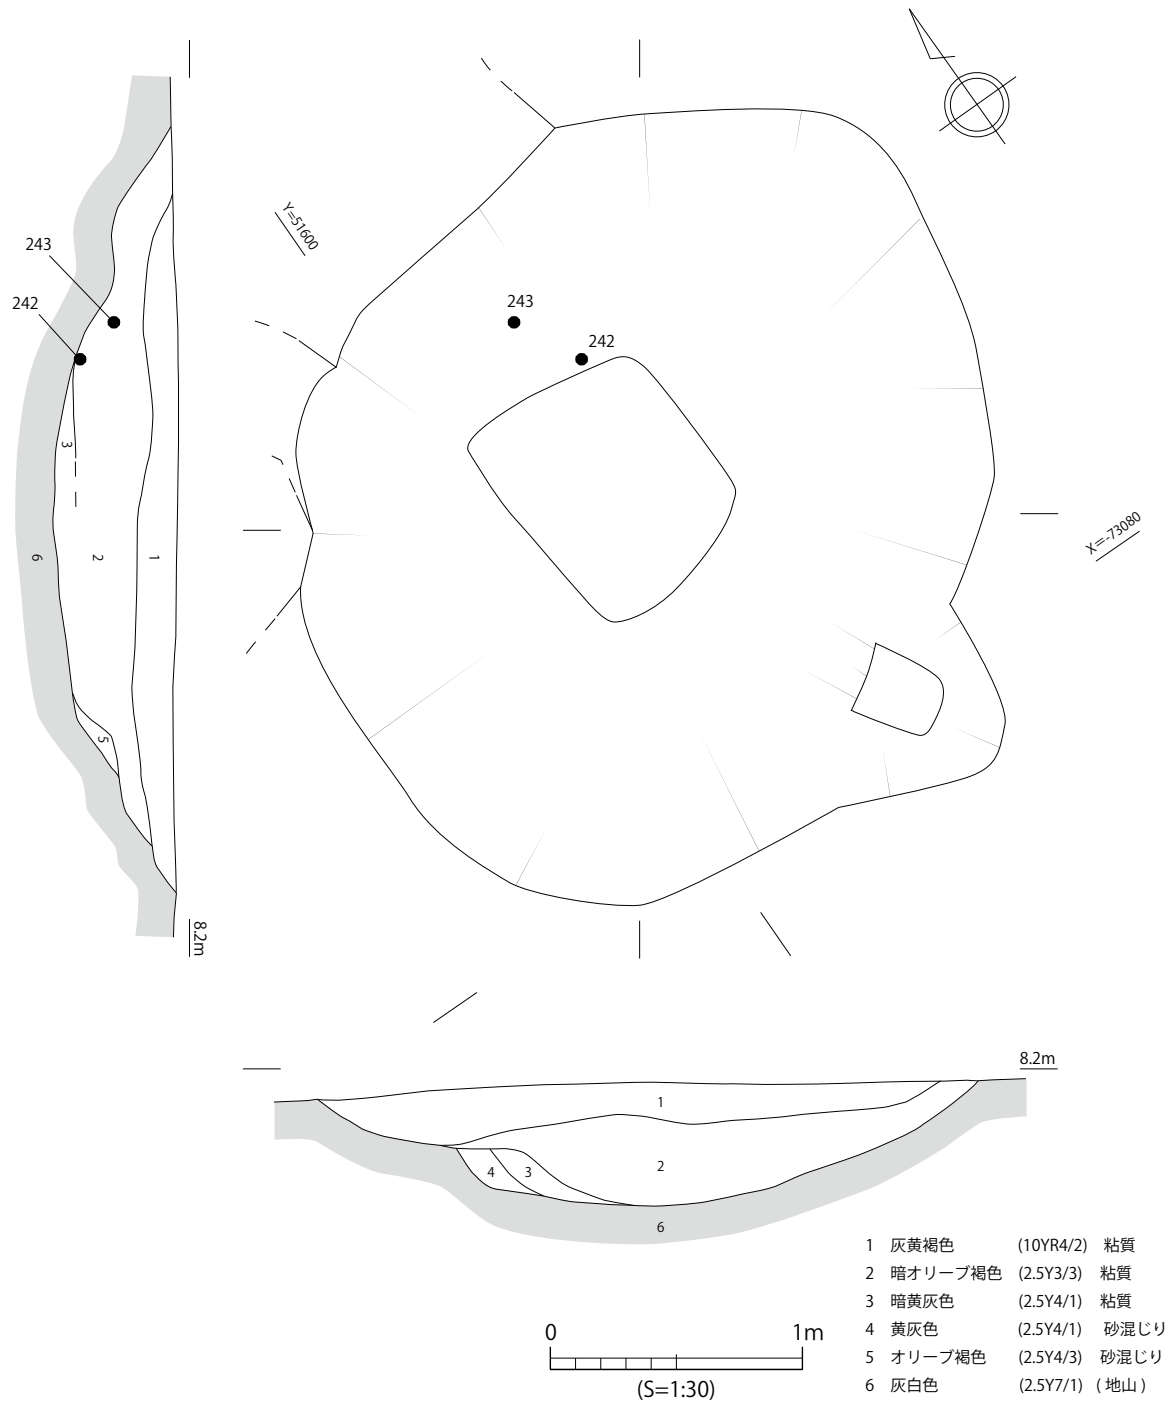 243
242
Y=51600
243
242
X=-73080
3
6
2
1
5
8.2m
8.2m
1
2
4
3
6
1 灰黄褐色 (10YR4/2) 粘質
2 暗オリーブ褐色 (2.5Y3/3) 粘質
3 暗黄灰色 (2.5Y4/1) 粘質
4 黄灰色 (2.5Y4/1) 砂混じり
5 オリーブ褐色 (2.5Y4/3) 砂混じり
6 灰白色 (2.5Y7/1) ( 地山 )
0 1m
(S=1:30)